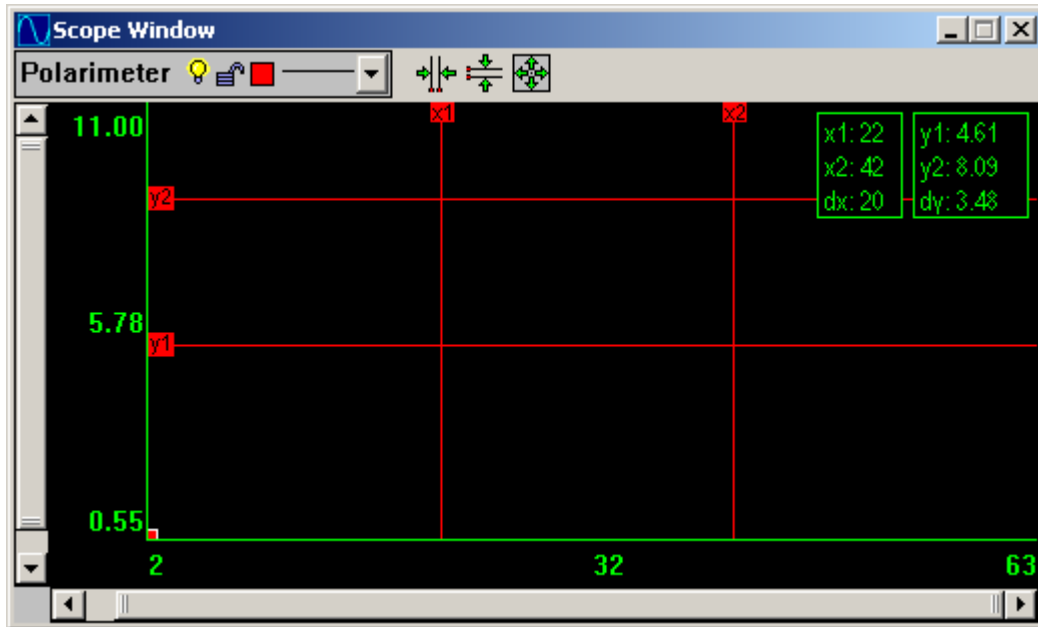 Scope Window
Polarimeter
x1 x2
11.00
x1: 22 y1: 4.61
x2: 42 y2: 8.09
dx: 20 dy: 3.48
y2
5.78
y1
0.55
2 32 63